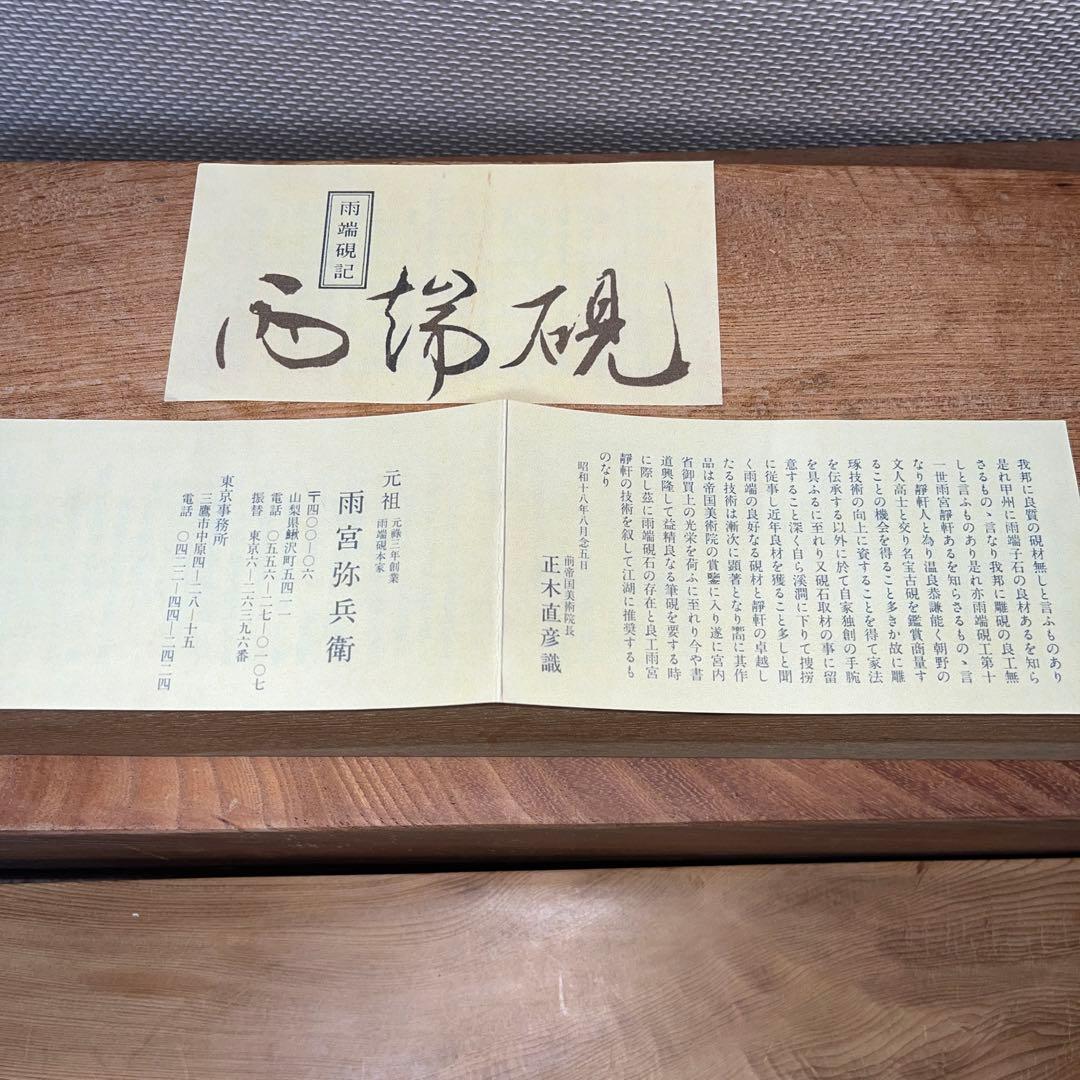 雨端硯記
雨端硯
我邦に良質の硯材無しと言ふものあり
是れ甲州に雨端子石の良材あるを知ら
さるものゝ言なり我邦に雕硯の良工無
しと言ふものあり是れ亦雨端硯工第十
一世雨宮靜軒あるを知らさるものゝ言
なり靜軒人と為り温良恭謙能く朝野の
文人高士と交り名宝古硯を鑑賞商量す
ることの機会を得ること多きか故に雕
琢技術の向上に資することを得て家法
を伝承する以外に於て自家独創の手腕
を具ふるに至れり又硯石取材の事に留
意すること深く自ら溪澗に下りて捜撈
に従事し近年良材を獲ること多しと聞
く雨端の良好なる硯材と靜軒の卓越し
たる技術は漸次に顕著となり嚮に其作
品は帝国美術院の賞鑒に入り遂に宮内
省御買上の光栄を荷ふに至れり今や書
道興隆して益精良なる筆硯を要する時
に際し茲に雨端硯石の存在と良工雨宮
靜軒の技術を叙して江湖に推奨するも
のなり
昭和十八年八月念五日
前帝国美術院長
正木直彦識
元祖 元祿三年創業
雨端硯本家
雨宮弥兵衛
〒四〇〇―〇六
山梨県鰍沢町五四一一
電話 〇五五六―二七―〇一〇七
振替 東京六―二六三九六番
東京事務所
三鷹市中原四―二八―十五
電話 〇四二二―四四―二四二四